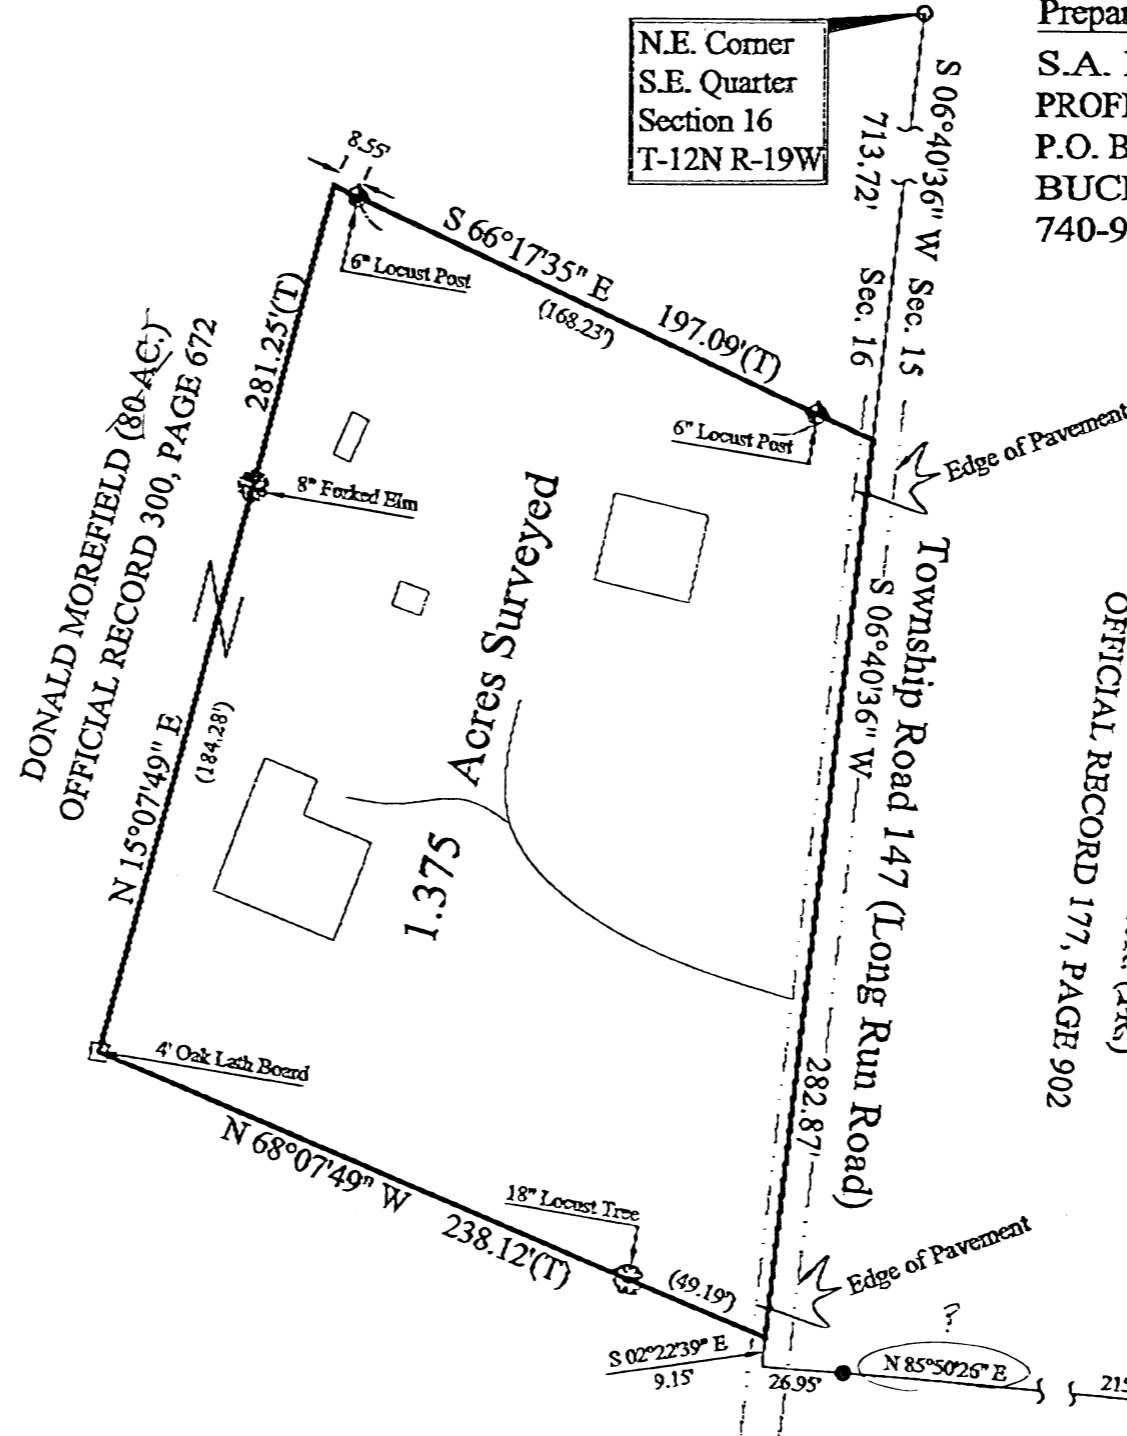 N.E. Corner
S.E. Quarter
Section 16
T-12N R-19W
S.A.
P.O. B
740-9
S 06°40'36" W
713.72'
Sec. 15
Sec. 16
8.55'
6" Locust Post
S 66°17'35" E
(168.23')
197.09'(T)
6" Locust Post
Edge of Pavement
281.25'(T)
DONALD MOREFIELD (80 AC.)
OFFICIAL RECORD 300, PAGE 672
8" Forked Elm
N 15°07'49" E
(184.28')
1.375
Acres Surveyed
S 06°40'36" W
Township Road 147 (Long Run Road)
282.87'
OFFICIAL RECORD 177, PAGE 902
4' Oak Lath Board
N 68°07'49" W
238.12'(T)
18" Locust Tree
(49.19')
Edge of Pavement
S 02°22'39" E
9.15'
26.95'
?
N 85°50'26" E
215